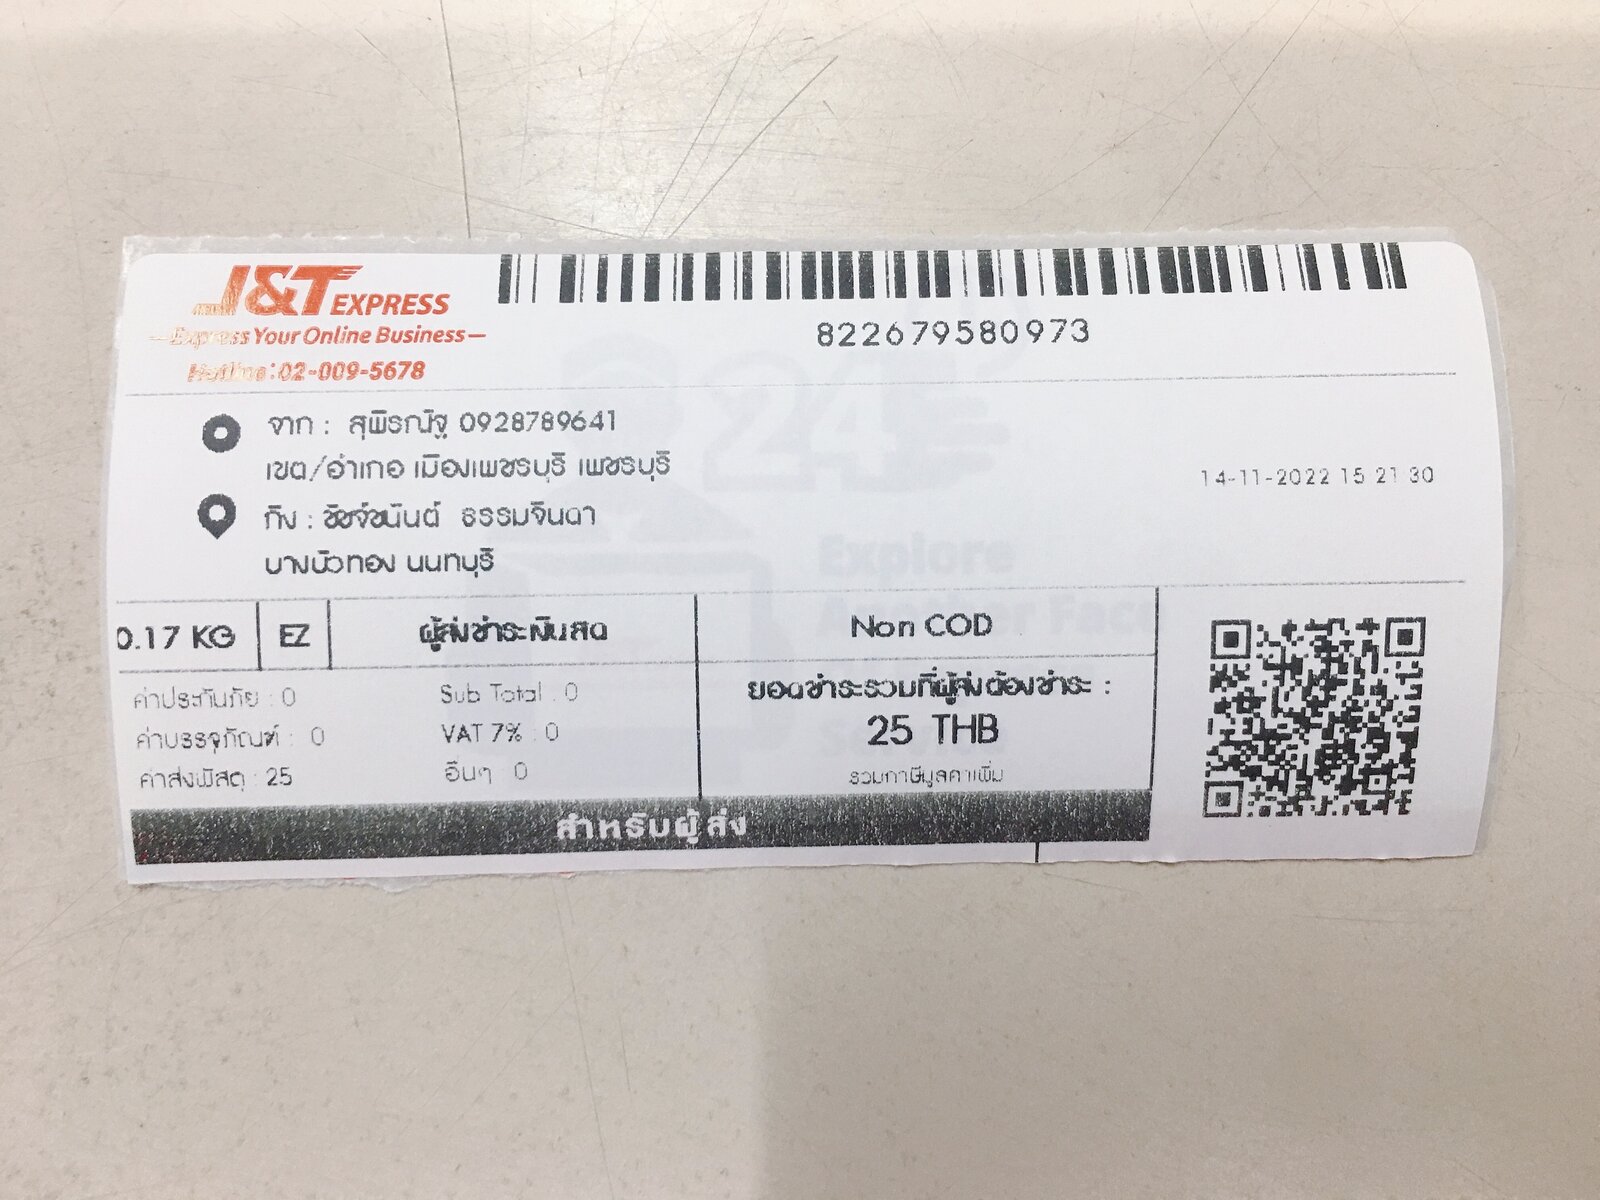 J&T EXPRESS
Express Your Online Business
Hotline:02-009-5678
822679580973
จาก : สุพิรณัฐ 0928789641
เขต/อำเภอ เมืองเพชรบุรี เพชรบุรี
14-11-2022 15 21 30
ถึง : ชัชจ์ชนันต์ ธรรมจินดา
บางบัวทอง นนทบุรี
0.17 KG EZ ผู้ส่งชำระเงินสด Non COD
ค่าประกันภัย : 0 Sub Total : 0
ยอดชำระรวมที่ผู้ส่งต้องชำระ :
ค่าบรรจุภัณฑ์ : 0 VAT 7% : 0
25 THB
ค่าส่งพัสดุ : 25 อื่นๆ 0
รวมภาษีมูลค่าเพิ่ม
สำหรับผู้ส่ง